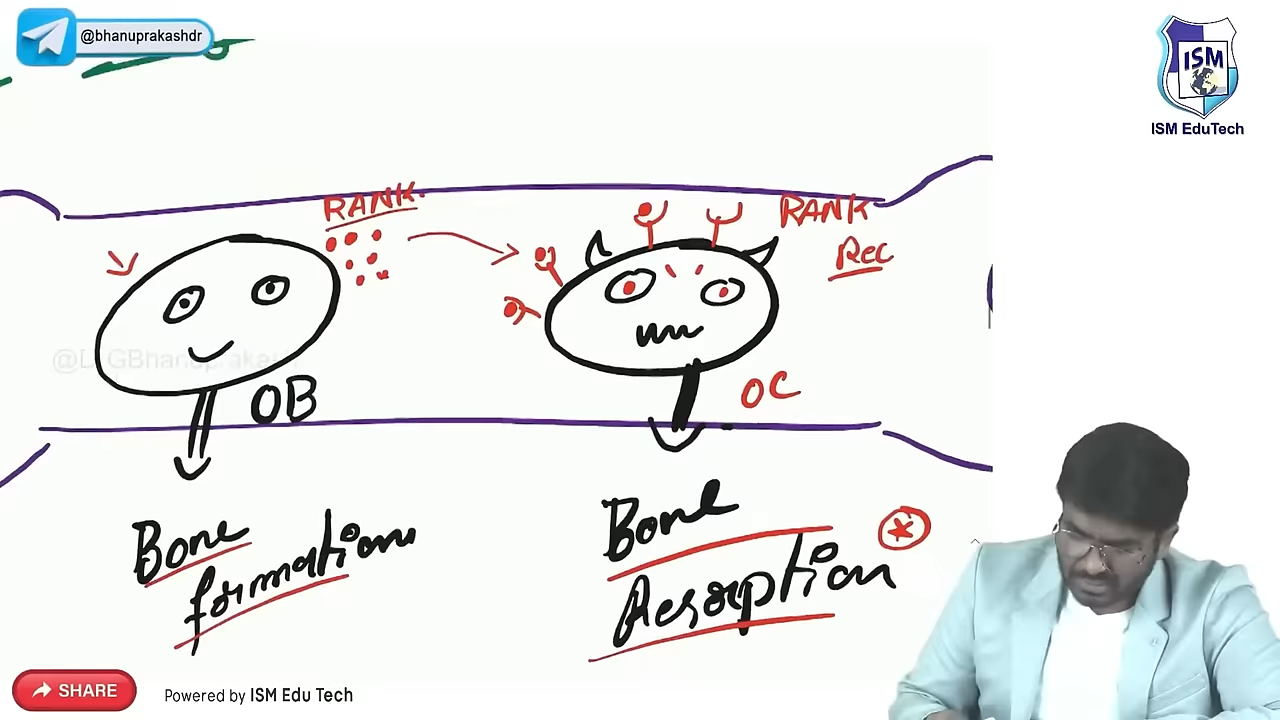 @bhanuprakashdr
ISM
ISM EduTech
RANK
RANK
Rec
@DrGBhanuprakash
OB
OC
Bone
formation
Bone
Resorption
SHARE
Powered by ISM Edu Tech